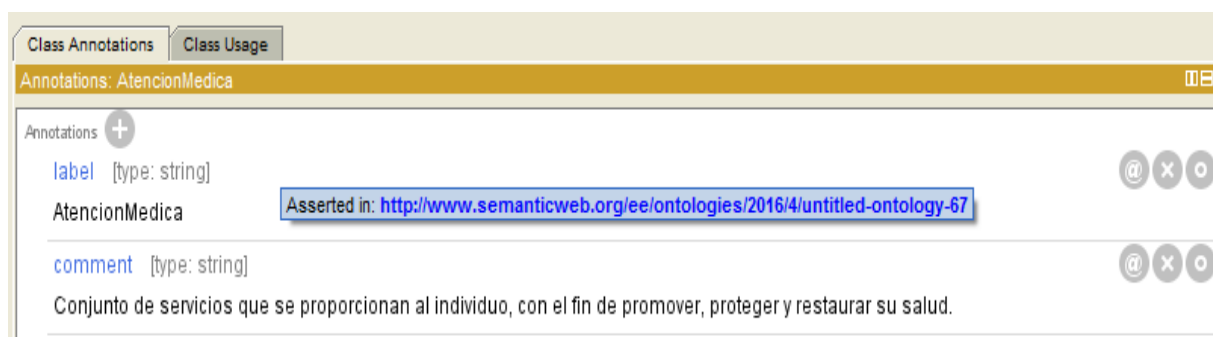 Class Annotations Class Usage
Annotations: AtencionMedica
Annotations +
label [type: string]
AtencionMedica
Asserted in: http://www.semanticweb.org/ee/ontologies/2016/4/untitled-ontology-67
comment [type: string]
Conjunto de servicios que se proporcionan al individuo, con el fin de promover, proteger y restaurar su salud.